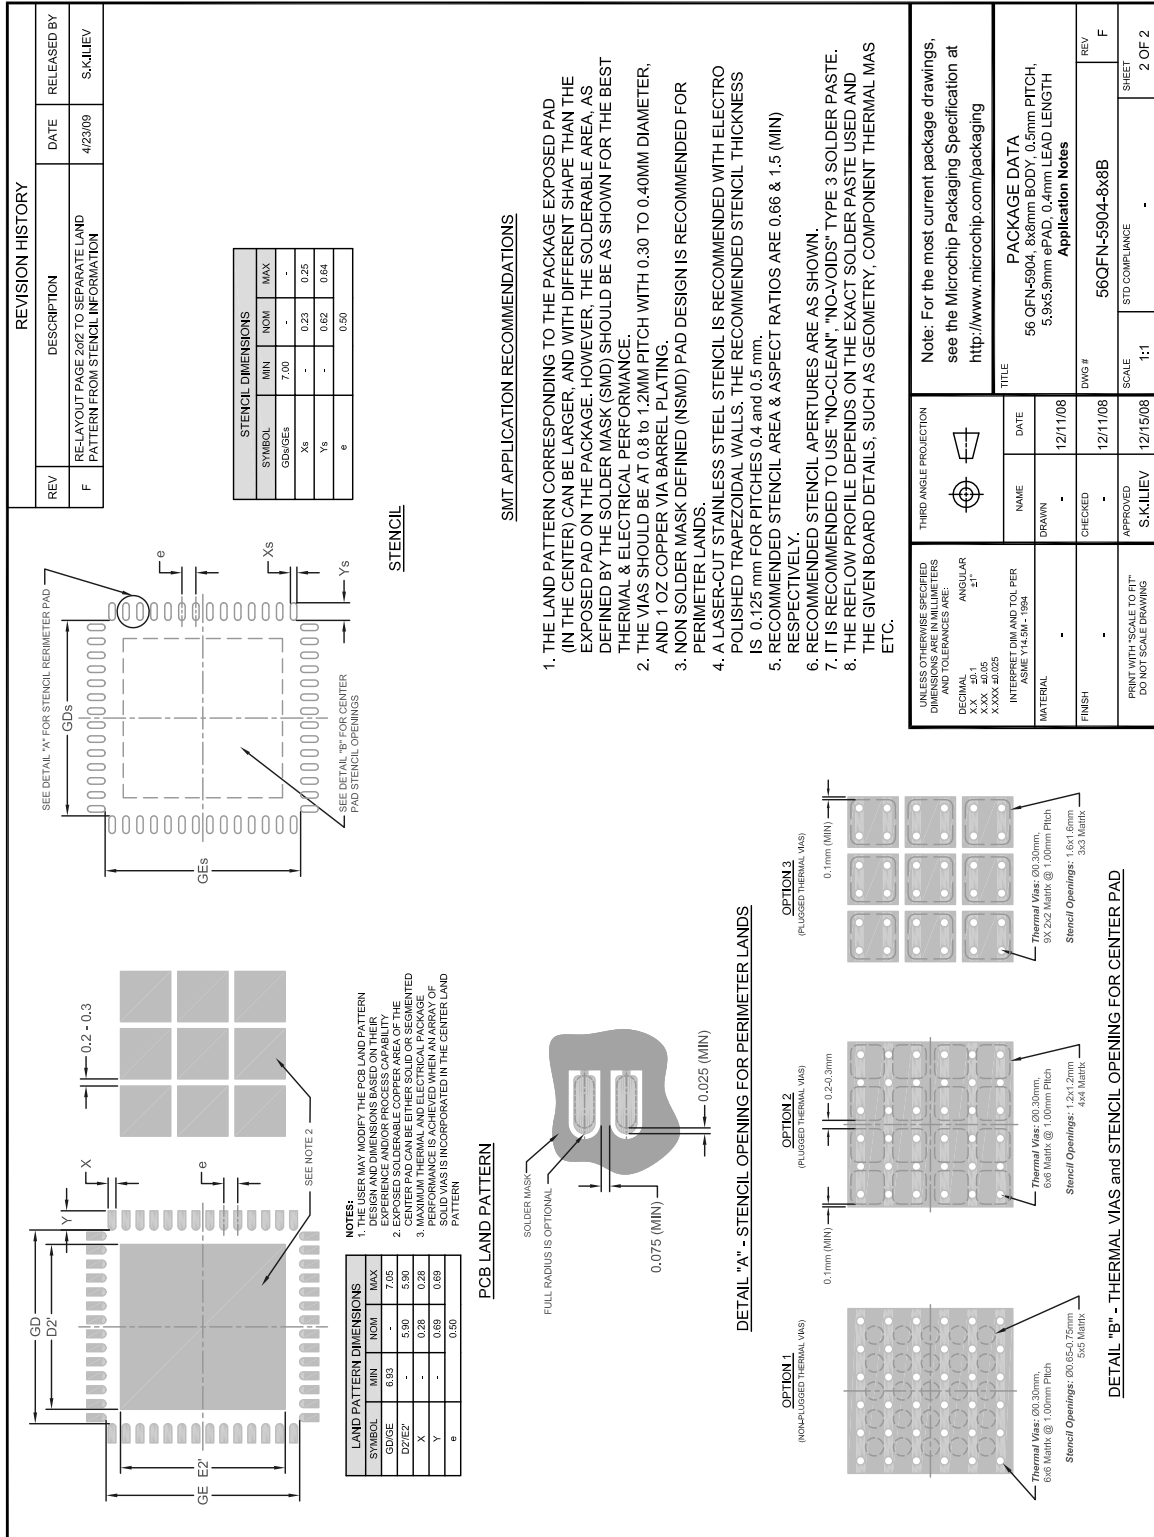 REVISION HISTORY
REV DESCRIPTION DATE RELEASED BY
F RE-LAYOUT PAGE 2of2 TO SEPARATE LAND PATTERN FROM STENCIL INFORMATION 4/23/09 S.K.ILIEV
GD
D2'
Y
X
e
GE
E2'
0.2 - 0.3
SEE NOTE 2
LAND PATTERN DIMENSIONS
SYMBOL MIN NOM MAX
GD/GE 6.93 - 7.05
D2'/E2' - 5.90 5.90
X - 0.28 0.28
Y - 0.69 0.69
e 0.50
NOTES:
1. THE USER MAY MODIFY THE PCB LAND PATTERN
DESIGN AND DIMENSIONS BASED ON THEIR
EXPERIENCE AND/OR PROCESS CAPABILITY
2. EXPOSED SOLDERABLE COPPER AREA OF THE
CENTER PAD CAN BE EITHER SOLID OR SEGMENTED
3. MAXIMUM THERMAL AND ELECTRICAL PACKAGE
PERFORMANCE IS ACHIEVED WHEN AN ARRAY OF
SOLID VIAS IS INCORPORATED IN THE CENTER LAND
PATTERN
PCB LAND PATTERN
SEE DETAIL "A" FOR STENCIL RERIMETER PAD
GDs
GEs
e
Xs
Ys
SEE DETAIL "B" FOR CENTER
PAD STENCIL OPENINGS
STENCIL
STENCIL DIMENSIONS
SYMBOL MIN NOM MAX
GDs/GEs 7.00 - -
Xs - 0.23 0.25
Ys - 0.62 0.64
e 0.50
SOLDER MASK
FULL RADIUS IS OPTIONAL
0.075 (MIN)
0.025 (MIN)
DETAIL "A" - STENCIL OPENING FOR PERIMETER LANDS
SMT APPLICATION RECOMMENDATIONS
1. THE LAND PATTERN CORRESPONDING TO THE PACKAGE EXPOSED PAD
(IN THE CENTER) CAN BE LARGER, AND WITH DIFFERENT SHAPE THAN THE
EXPOSED PAD ON THE PACKAGE. HOWEVER, THE SOLDERABLE AREA, AS
DEFINED BY THE SOLDER MASK (SMD) SHOULD BE AS SHOWN FOR THE BEST
THERMAL & ELECTRICAL PERFORMANCE.
2. THE VIAS SHOULD BE AT 0.8 to 1.2MM PITCH WITH 0.30 TO 0.40MM DIAMETER,
AND 1 OZ COPPER VIA BARREL PLATING.
3. NON SOLDER MASK DEFINED (NSMD) PAD DESIGN IS RECOMMENDED FOR
PERIMETER LANDS.
4. A LASER-CUT STAINLESS STEEL STENCIL IS RECOMMENDED WITH ELECTRO
POLISHED TRAPEZOIDAL WALLS. THE RECOMMENDED STENCIL THICKNESS
IS 0.125 mm FOR PITCHES 0.4 and 0.5 mm.
5. RECOMMENDED STENCIL AREA & ASPECT RATIOS ARE 0.66 & 1.5 (MIN)
RESPECTIVELY.
6. RECOMMENDED STENCIL APERTURES ARE AS SHOWN.
7. IT IS RECOMMENDED TO USE "NO-CLEAN", "NO-VOIDS" TYPE 3 SOLDER PASTE.
8. THE REFLOW PROFILE DEPENDS ON THE EXACT SOLDER PASTE USED AND
THE GIVEN BOARD DETAILS, SUCH AS GEOMETRY, COMPONENT THERMAL MAS
ETC.
OPTION 1
(NON-PLUGGED THERMAL VIAS)
Thermal Vias: Ø0.30mm,
6x6 Matrix @ 1.00mm Pitch
Stencil Openings: Ø0.65-0.75mm
5x5 Matrix
OPTION 2
(PLUGGED THERMAL VIAS)
0.1mm (MIN)
0.2-0.3mm
Thermal Vias: Ø0.30mm,
6x6 Matrix @ 1.00mm Pitch
Stencil Openings: 1.2x1.2mm
4x4 Matrix
OPTION 3
(PLUGGED THERMAL VIAS)
0.1mm (MIN)
Thermal Vias: Ø0.30mm,
9X 2x2 Matrix @ 1.00mm Pitch
Stencil Openings: 1.6x1.6mm
3x3 Matrix
DETAIL "B" - THERMAL VIAS and STENCIL OPENING FOR CENTER PAD
UNLESS OTHERWISE SPECIFIED
DIMENSIONS ARE IN MILLIMETERS
AND TOLERANCES ARE:
DECIMAL ANGULAR
X.X ±0.1 ±1°
X.XX ±0.05
X.XXX ±0.025
INTERPRET DIM AND TOL PER
ASME Y14.5M - 1994
MATERIAL
-
FINISH
-
PRINT WITH "SCALE TO FIT"
DO NOT SCALE DRAWING
THIRD ANGLE PROJECTION
NAME DATE
DRAWN - 12/11/08
CHECKED - 12/11/08
APPROVED S.K.ILIEV 12/15/08
Note: For the most current package drawings,
see the Microchip Packaging Specification at
http://www.microchip.com/packaging
TITLE
PACKAGE DATA
56 QFN-5904, 8x8mm BODY, 0.5mm PITCH,
5.9x5.9mm ePAD, 0.4mm LEAD LENGTH
Application Notes
DWG # 56QFN-5904-8x8B REV F
SCALE 1:1 STD COMPLIANCE - SHEET 2 OF 2